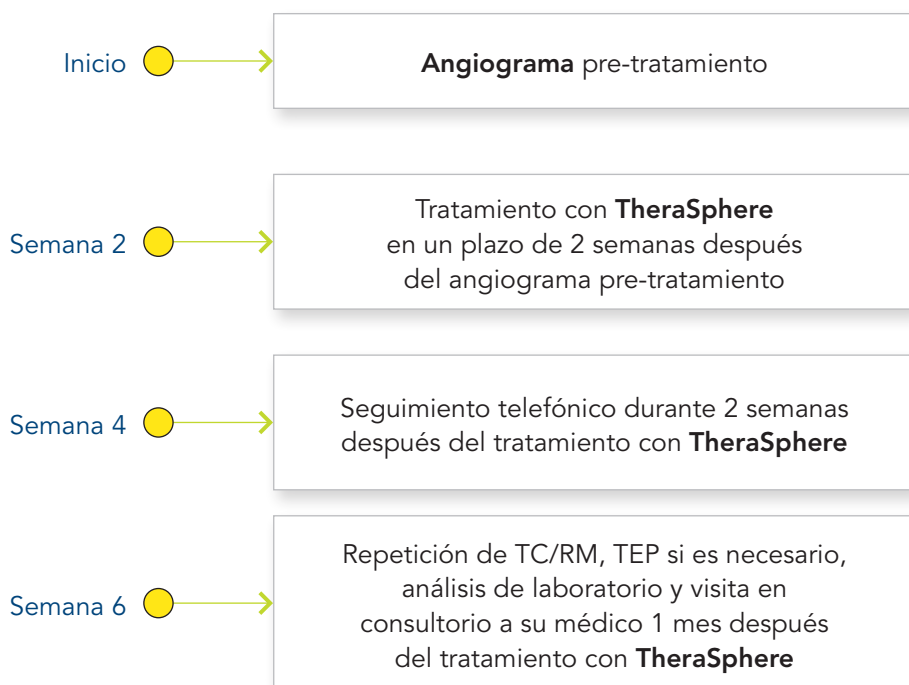 Inicio
Angiograma pre-tratamiento
Semana 2
Tratamiento con TheraSphere
en un plazo de 2 semanas después
del angiograma pre-tratamiento
Semana 4
Seguimiento telefónico durante 2 semanas
después del tratamiento con TheraSphere
Semana 6
Repetición de TC/RM, TEP si es necesario,
análisis de laboratorio y visita en
consultorio a su médico 1 mes después
del tratamiento con TheraSphere